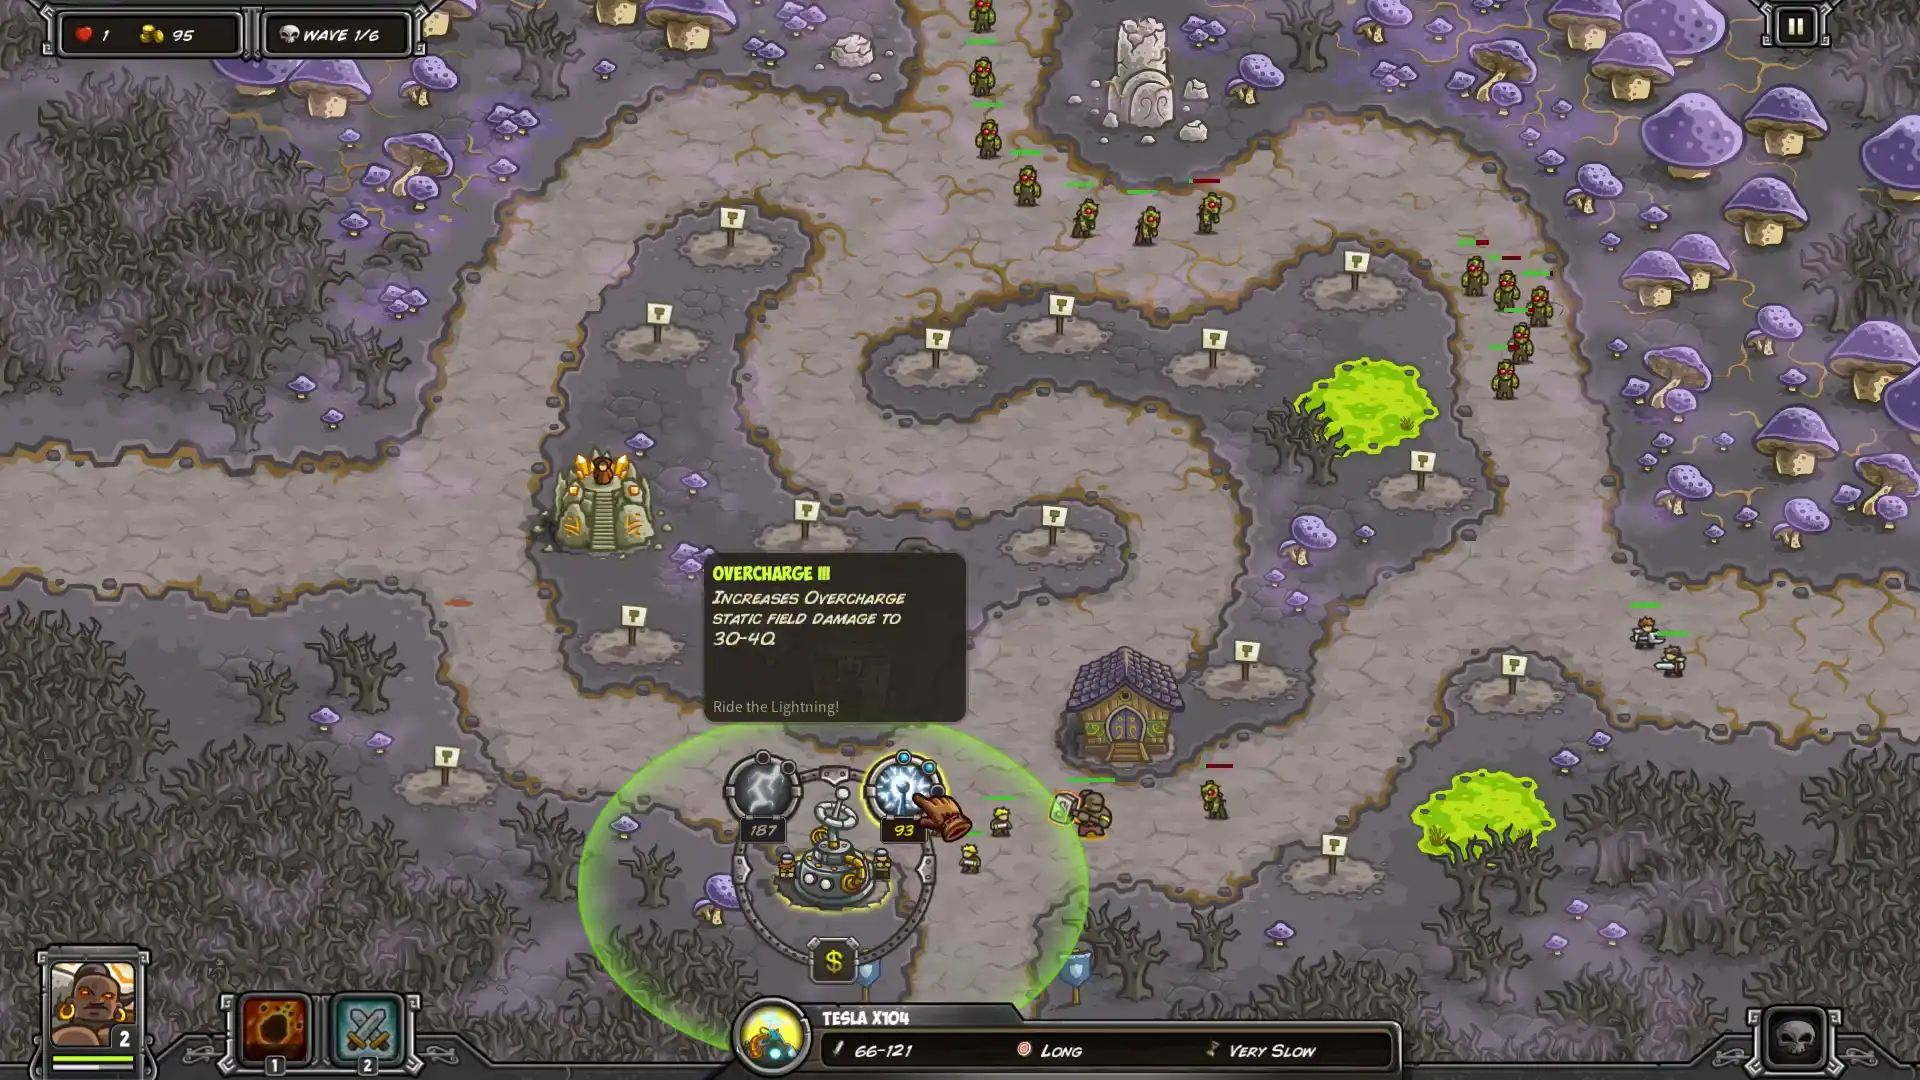 1
95
WAVE 1/6
OVERCHARGE III
INCREASES OVERCHARGE
STATIC FIELD DAMAGE TO
30-40.
Ride the Lightning!
187
93
$
2
1
2
TESLA X104
66-121
LONG
VERY SLOW